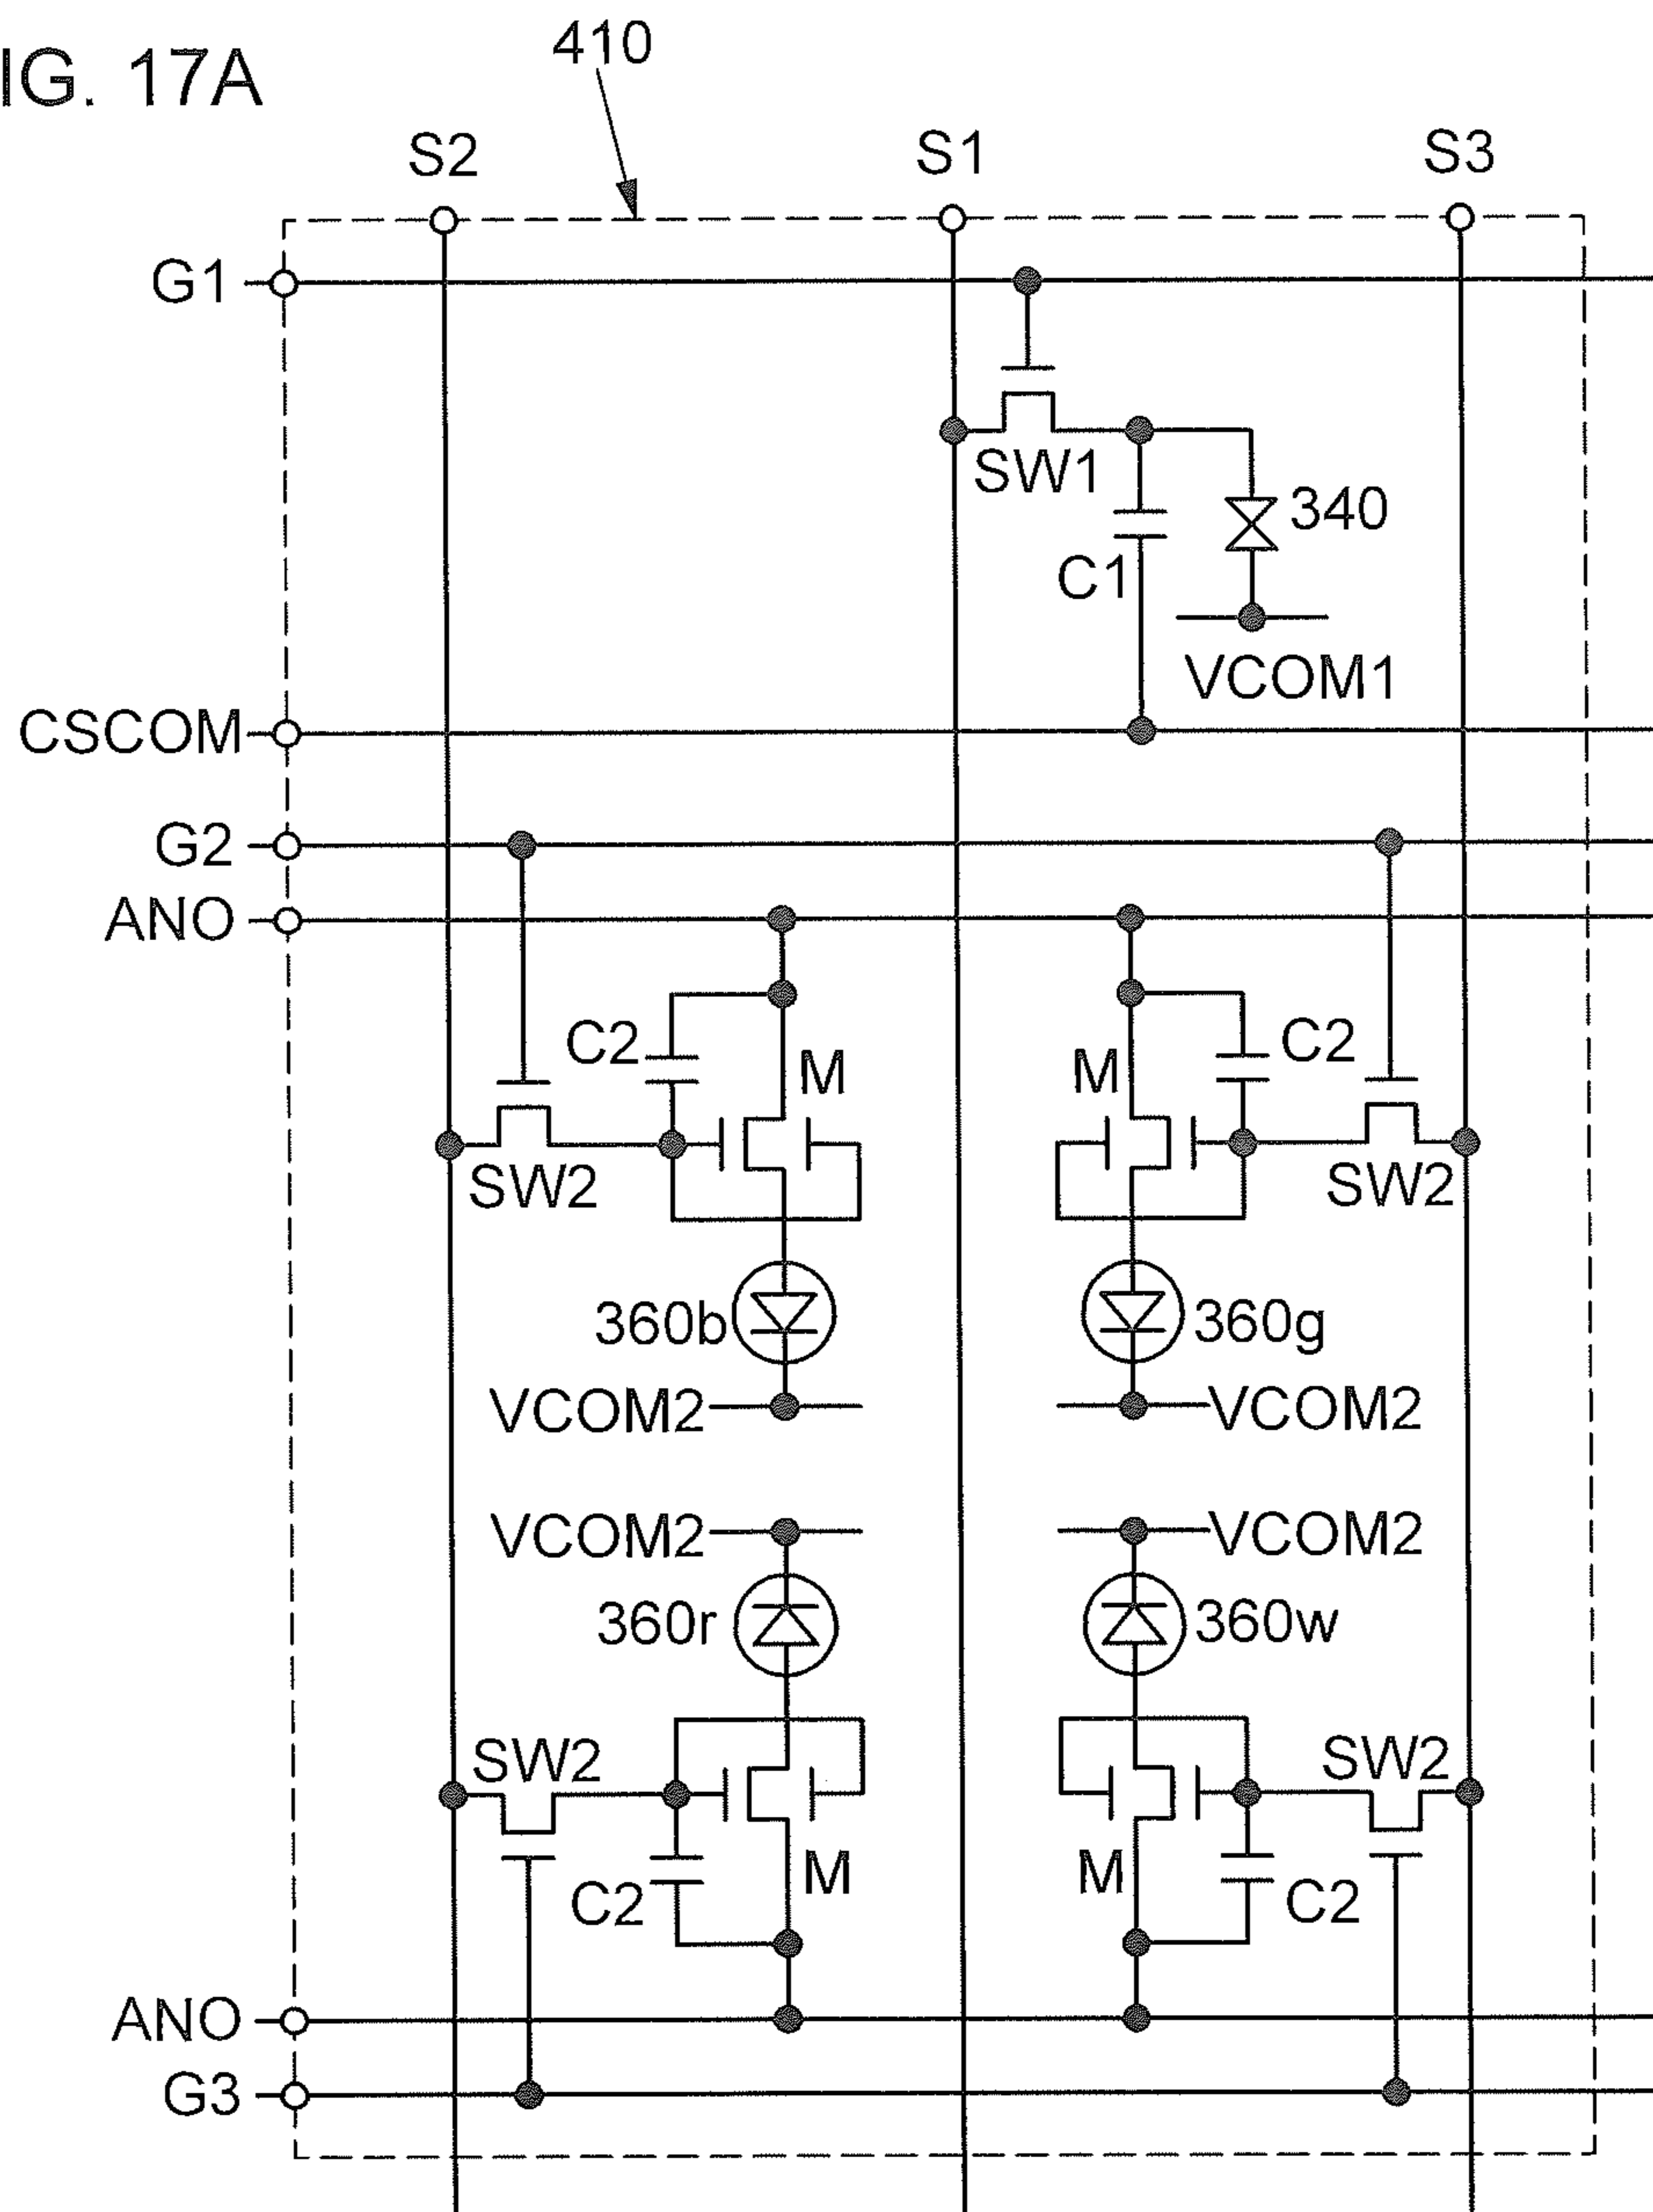 IG. 17A
410
S2 S1 S3
G1
SW1
340
C1
VCOM1
CSCOM
G2
ANO
C2 M M C2
SW2 SW2
360b 360g
VCOM2 VCOM2
VCOM2 VCOM2
360r 360w
SW2 SW2
C2 M M C2
ANO
G3